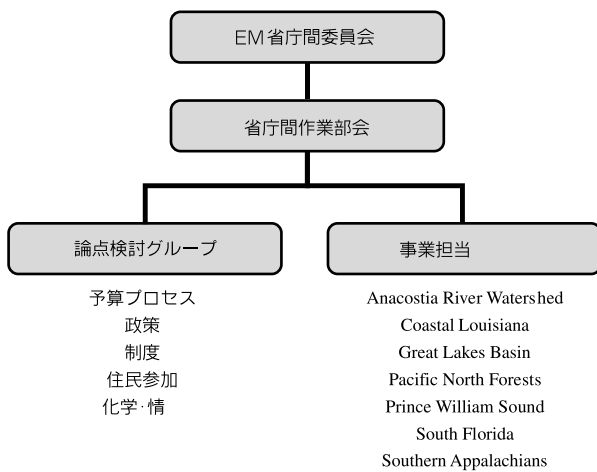 EM省庁間委員会
省庁間作業部会
論点検討グループ
予算プロセス
政策
制度
住民参加
化学・情
事業担当
Anacostia River Watershed
Coastal Louisiana
Great Lakes Basin
Pacific North Forests
Prince William Sound
South Florida
Southern Appalachians